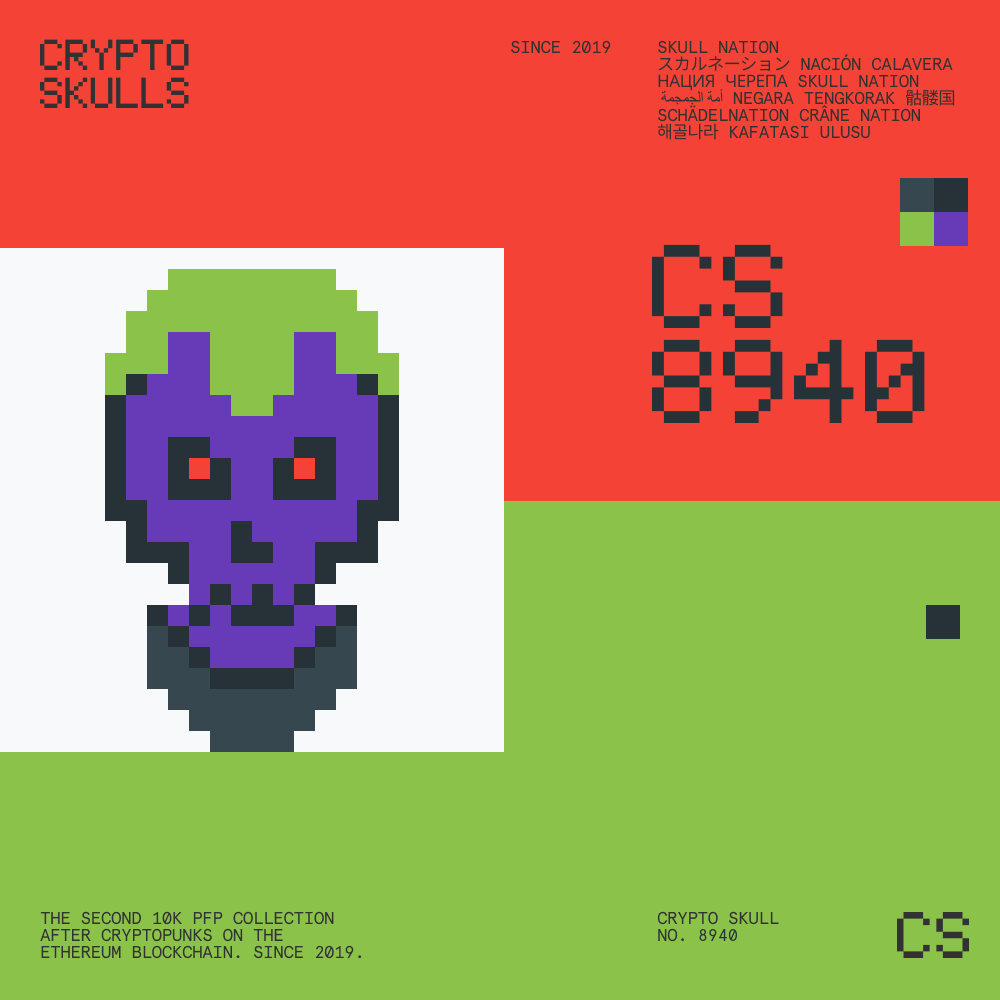 CRYPTO
SKULLS
SINCE 2019
SKULL NATION
スカルネーション NACIÓN CALAVERA
НАЦИЯ ЧЕРЕПА SKULL NATION
أمة الجمجمة NEGARA TENGKORAK 骷髅国
SCHÄDELNATION CRÂNE NATION
해골나라 KAFATASI ULUSU
CS
8940
THE SECOND 10K PFP COLLECTION
AFTER CRYPTOPUNKS ON THE
ETHEREUM BLOCKCHAIN. SINCE 2019.
CRYPTO SKULL
NO. 8940
CS